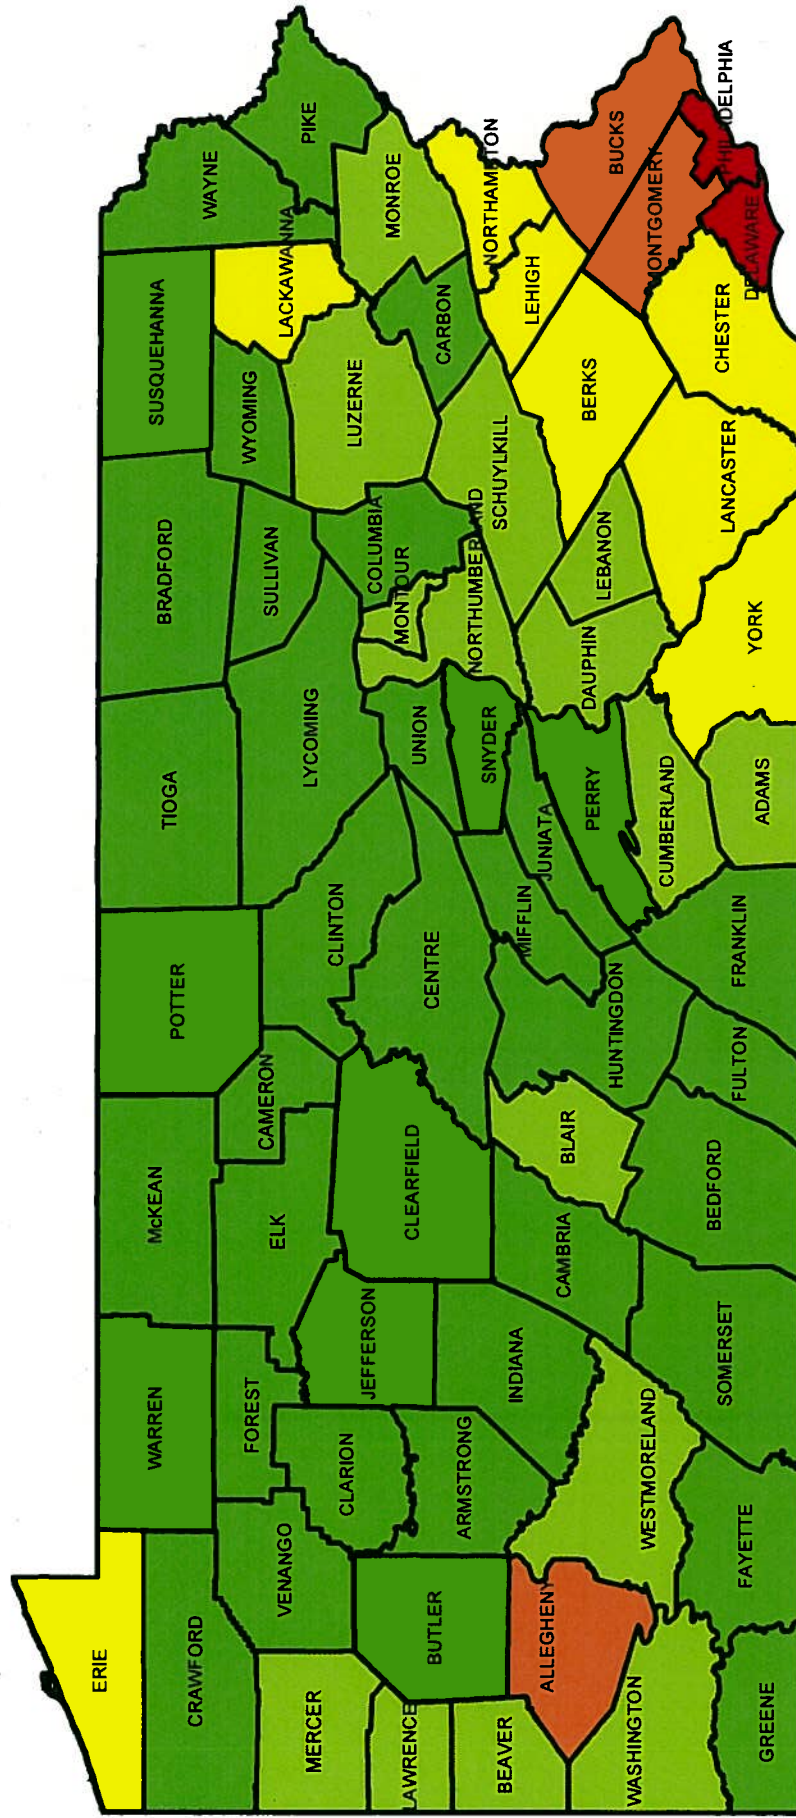 ERIE
CRAWFORD
WARREN
McKEAN
POTTER
TIOGA
BRADFORD
SUSQUEHANNA
WAYNE
PIKE
MERCER
VENANGO
FOREST
ELK
CAMERON
CLINTON
LYCOMING
SULLIVAN
WYOMING
LACKAWANNA
LAWRENCE
BUTLER
CLARION
JEFFERSON
CLEARFIELD
CENTRE
UNION
MONTOUR
COLUMBIA
LUZERNE
MONROE
CARBON
BEAVER
ARMSTRONG
INDIANA
CAMBRIA
BLAIR
MIFFLIN
JUNIATA
SNYDER
NORTHUMBERLAND
SCHUYLKILL
LEHIGH
NORTHAMPTON
ALLEGHENY
WESTMORELAND
HUNTINGDON
PERRY
DAUPHIN
LEBANON
BERKS
MONTGOMERY
BUCKS
WASHINGTON
CUMBERLAND
LANCASTER
CHESTER
DELAWARE
PHILADELPHIA
GREENE
FAYETTE
SOMERSET
BEDFORD
FULTON
FRANKLIN
ADAMS
YORK